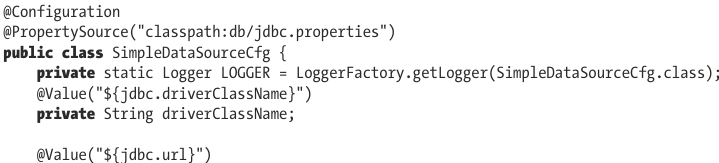 @Configuration
@PropertySource("classpath:db/jdbc.properties")
public class SimpleDataSourceCfg {
    private static Logger LOGGER = LoggerFactory.getLogger(SimpleDataSourceCfg.class);
    @Value("${jdbc.driverClassName}")
    private String driverClassName;
    @Value("${jdbc.url}")